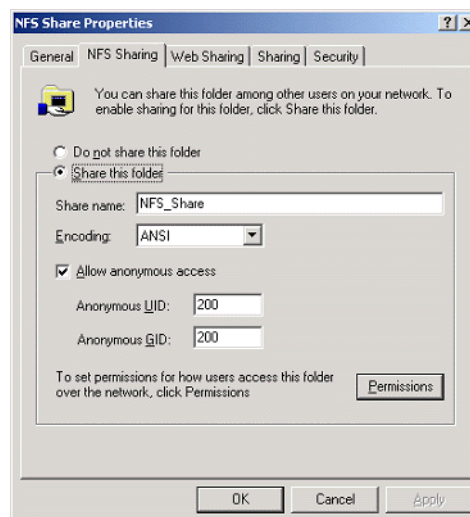 NFS Share Properties
General NFS Sharing Web Sharing Sharing Security
You can share this folder among other users on your network. To
enable sharing for this folder, click Share this folder.
Do not share this folder
Share this folder
Share name: NFS_Share
Encoding: ANSI
Allow anonymous access
Anonymous UID: 200
Anonymous GID: 200
To set permissions for how users access this folder
over the network, click Permissions
Permissions
OK Cancel Apply